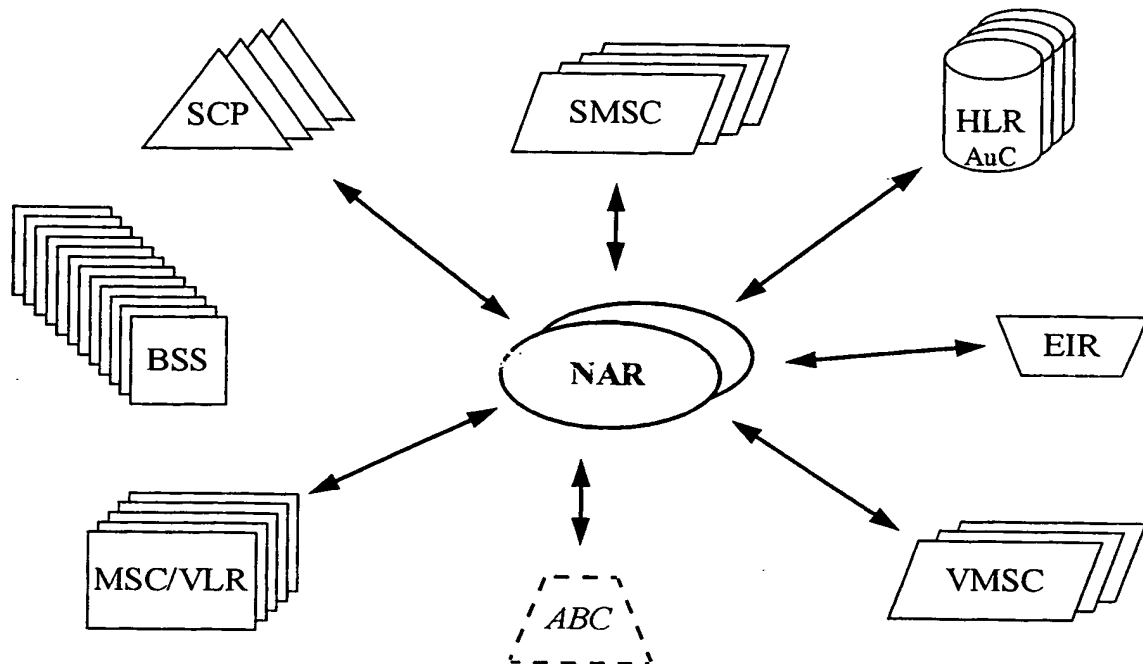 SCP
SMSC
HLR
AuC
BSS
NAR
EIR
MSC/VLR
ABC
VMSC